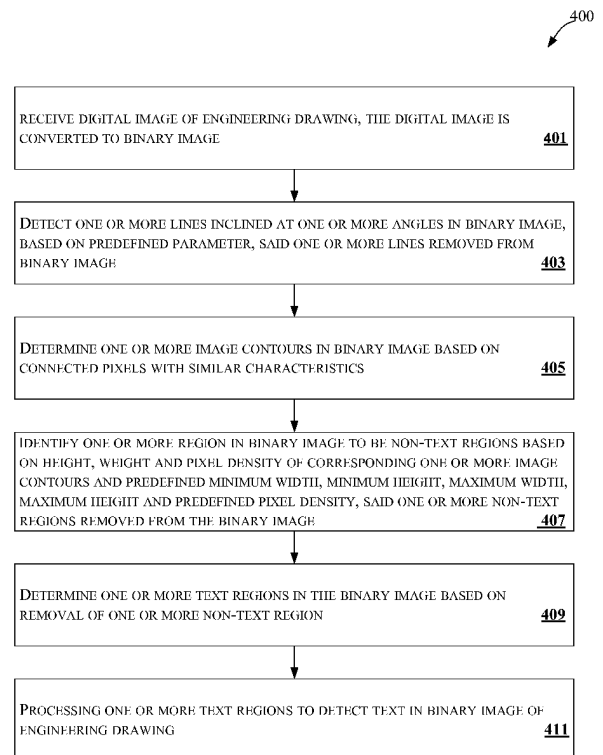 400
RECEIVE DIGITAL IMAGE OF ENGINEERING DRAWING, THE DIGITAL IMAGE IS
CONVERTED TO BINARY IMAGE
401
DETECT ONE OR MORE LINES INCLINED AT ONE OR MORE ANGLES IN BINARY IMAGE,
BASED ON PREDEFINED PARAMETER, SAID ONE OR MORE LINES REMOVED FROM
BINARY IMAGE
403
DETERMINE ONE OR MORE IMAGE CONTOURS IN BINARY IMAGE BASED ON
CONNECTED PIXELS WITH SIMILAR CHARACTERISTICS
405
IDENTIFY ONE OR MORE REGION IN BINARY IMAGE TO BE NON-TEXT REGIONS BASED
ON HEIGHT, WEIGHT AND PIXEL DENSITY OF CORRESPONDING ONE OR MORE IMAGE
CONTOURS AND PREDEFINED MINIMUM WIDTH, MINIMUM HEIGHT, MAXIMUM WIDTH,
MAXIMUM HEIGHT AND PREDEFINED PIXEL DENSITY, SAID ONE OR MORE NON-TEXT
REGIONS REMOVED FROM THE BINARY IMAGE
407
DETERMINE ONE OR MORE TEXT REGIONS IN THE BINARY IMAGE BASED ON
REMOVAL OF ONE OR MORE NON-TEXT REGION
409
PROCESSING ONE OR MORE TEXT REGIONS TO DETECT TEXT IN BINARY IMAGE OF
ENGINEERING DRAWING
411